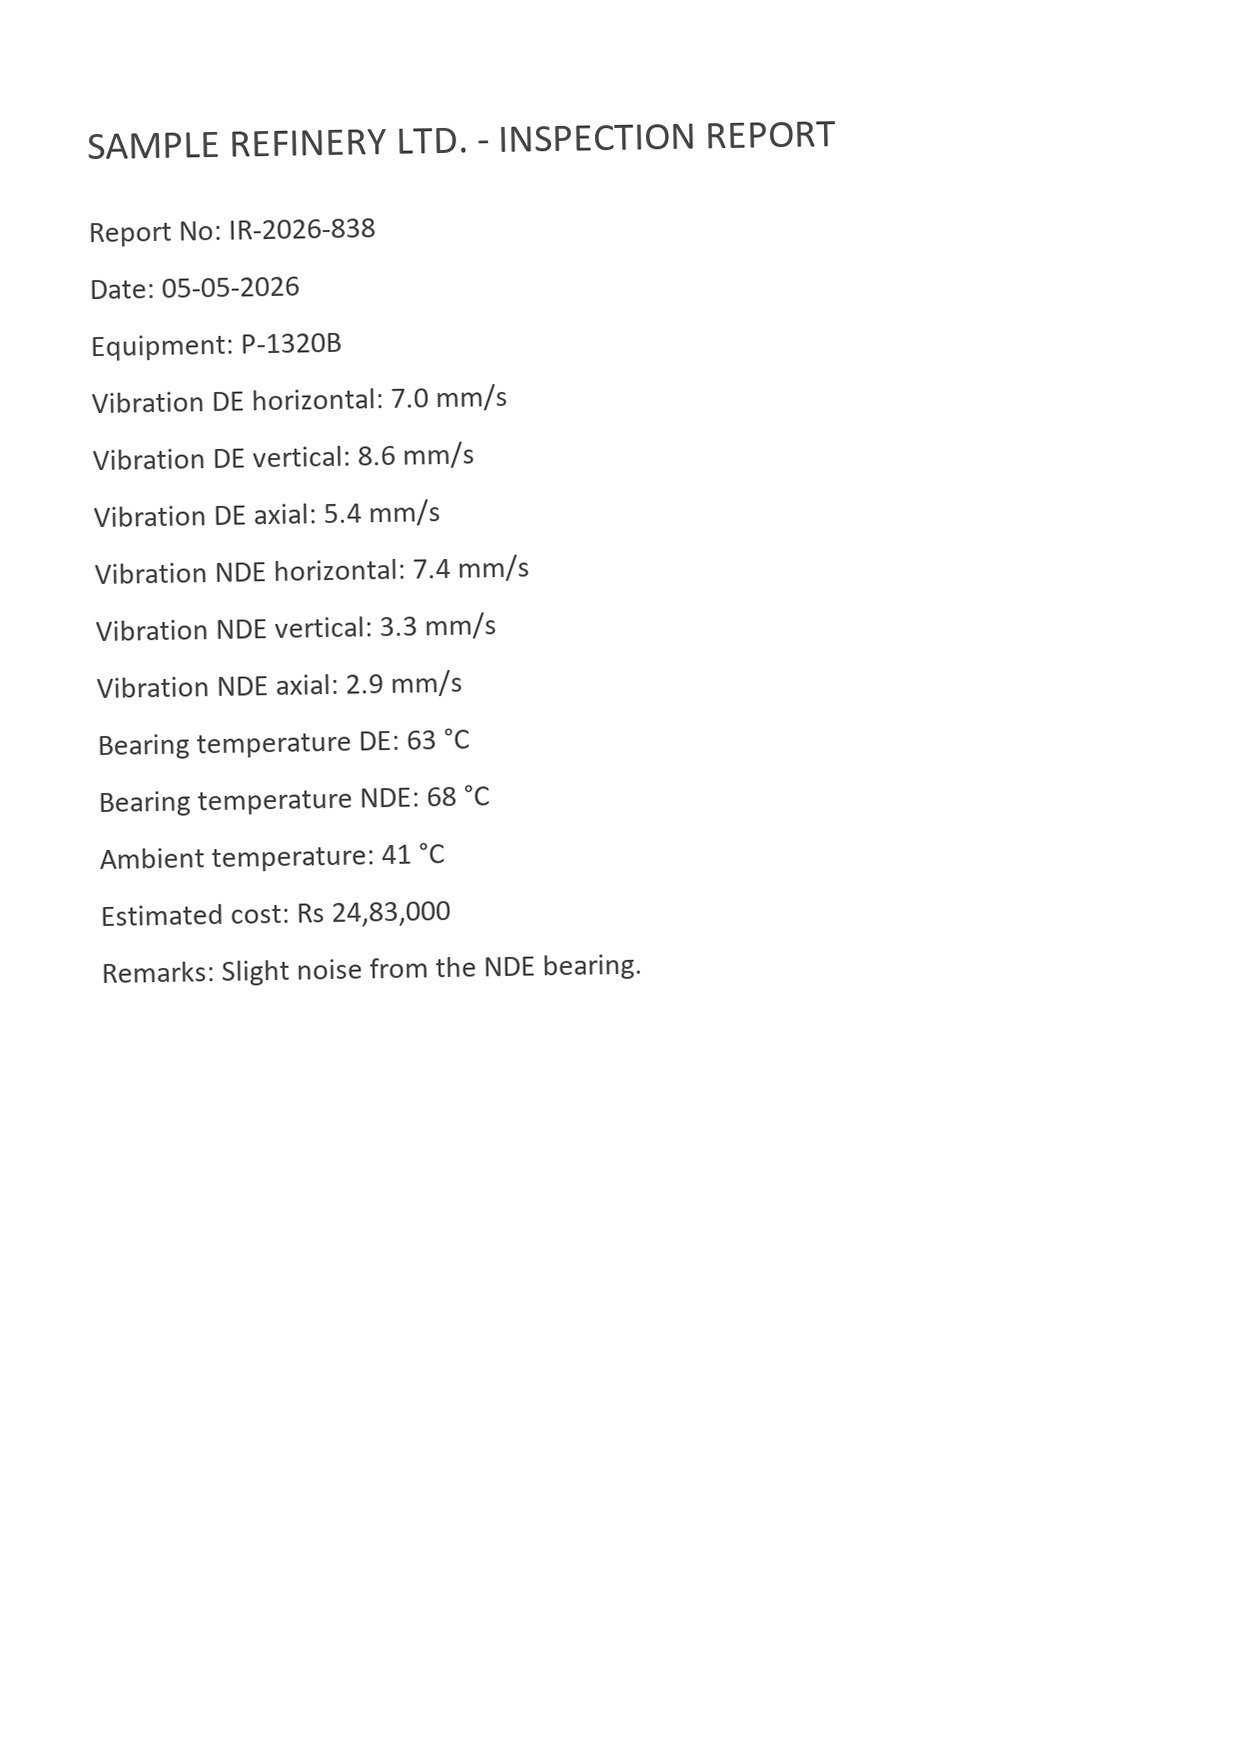 SAMPLE REFINERY LTD. - INSPECTION REPORT
Report No: IR-2026-838
Date: 05-05-2026
Equipment: P-1320B
Vibration DE horizontal: 7.0 mm/s
Vibration DE vertical: 8.6 mm/s
Vibration DE axial: 5.4 mm/s
Vibration NDE horizontal: 7.4 mm/s
Vibration NDE vertical: 3.3 mm/s
Vibration NDE axial: 2.9 mm/s
Bearing temperature DE: 63 °C
Bearing temperature NDE: 68 °C
Ambient temperature: 41 °C
Estimated cost: Rs 24,83,000
Remarks: Slight noise from the NDE bearing.